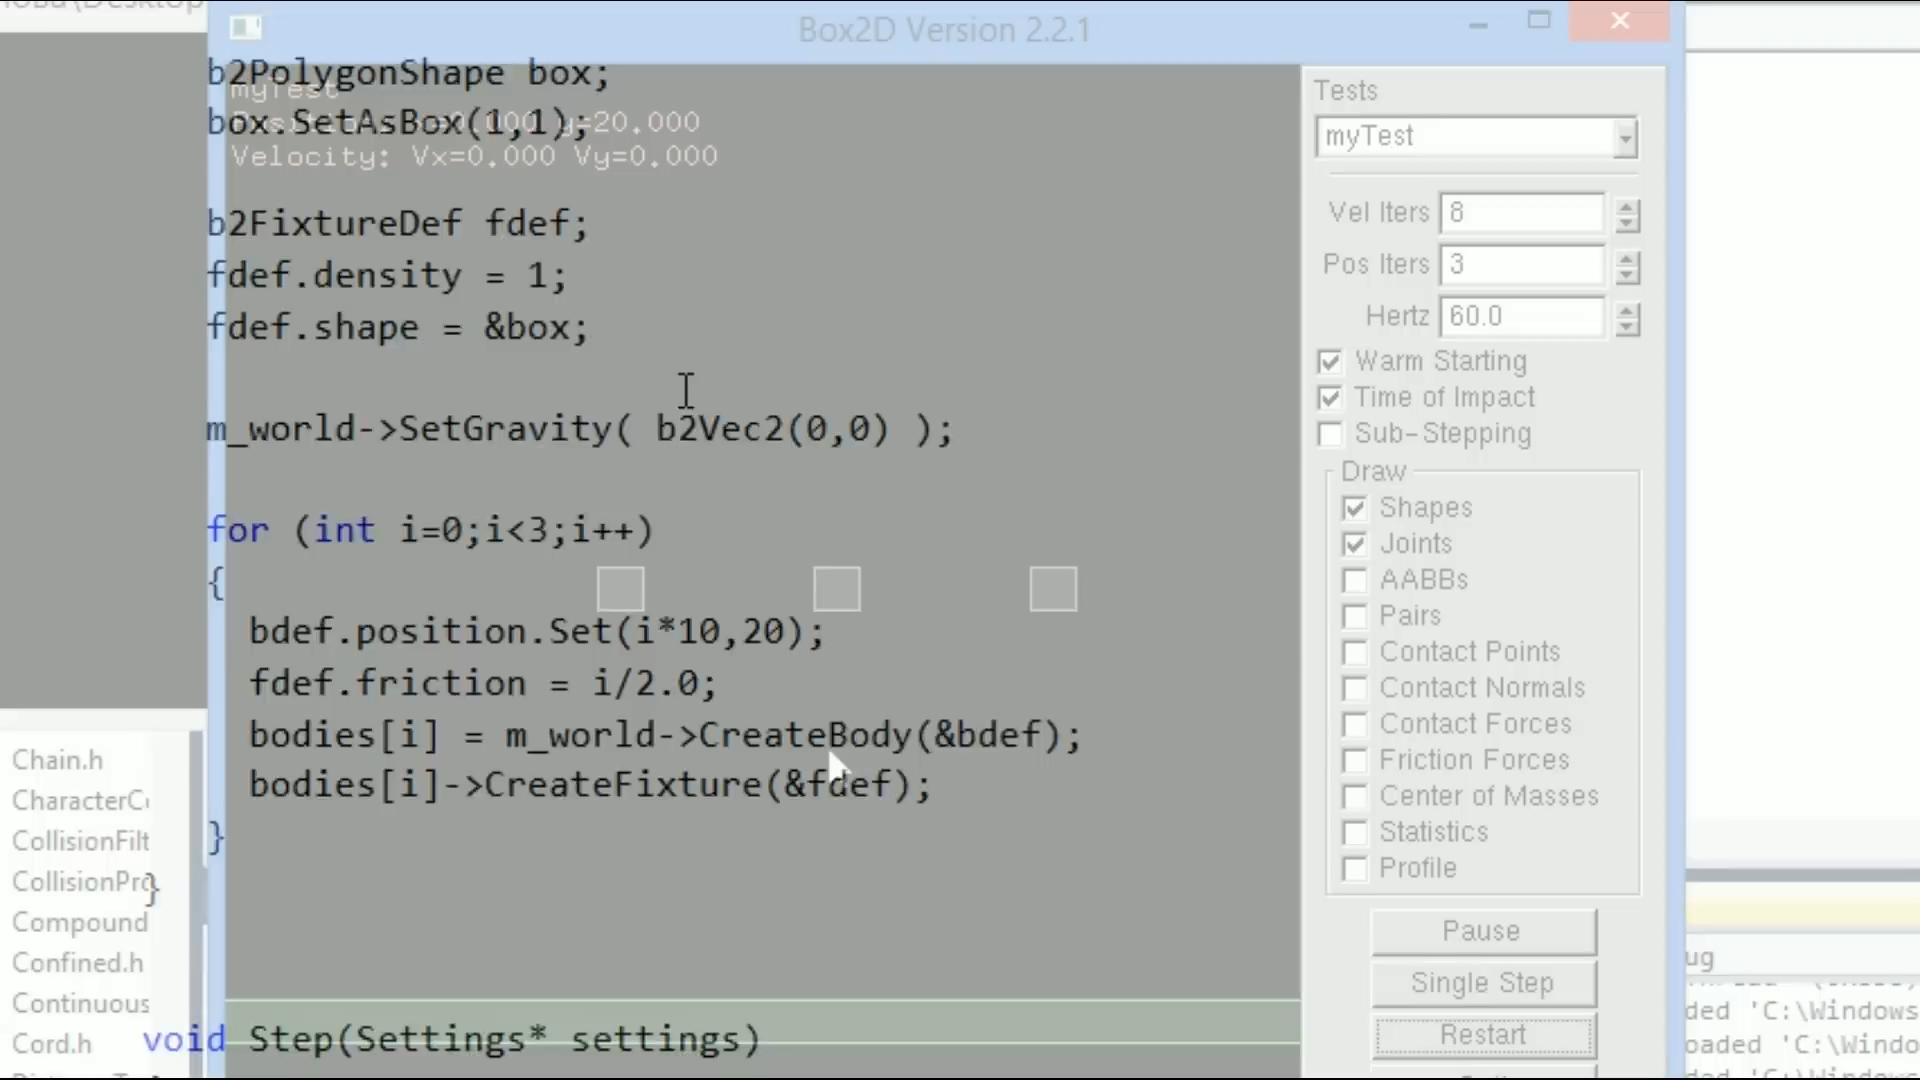 \Desktop
Box2D Version 2.2.1
b2PolygonShape box;
myTest
box.SetAsBox(1,1);
y=20.000
Velocity: Vx=0.000 Vy=0.000
b2FixtureDef fdef;
fdef.density = 1;
fdef.shape = &box;
m_world->SetGravity( b2Vec2(0,0) );
for (int i=0;i<3;i++)
{
bdef.position.Set(i*10,20);
fdef.friction = i/2.0;
bodies[i] = m_world->CreateBody(&bdef);
bodies[i]->CreateFixture(&fdef);
}
}
void Step(Settings* settings)
Tests
myTest
Vel Iters 8
Pos Iters 3
Hertz 60.0
Warm Starting
Time of Impact
Sub-Stepping
Draw
Shapes
Joints
AABBs
Pairs
Contact Points
Contact Normals
Contact Forces
Friction Forces
Center of Masses
Statistics
Profile
Pause
Single Step
Restart
Chain.h
CharacterC
CollisionFilt
CollisionPro
Compound
Confined.h
Continuous
Cord.h
ug
ded 'C:\Windows
oaded 'C:\Windo